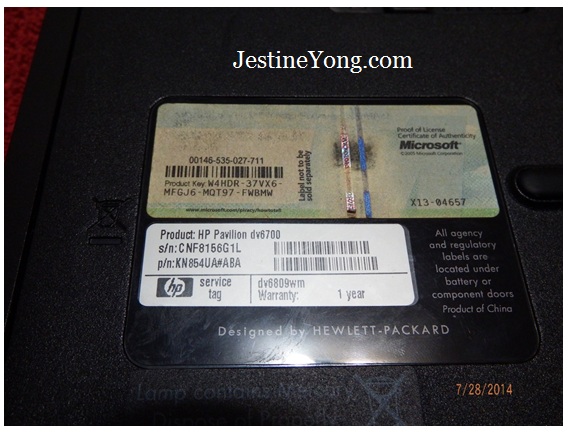 JestineYong.com
Proof of License
Certificate of Authenticity
Microsoft
00146-535-027-711
Label not to be
sold separately
Product Key: W4HDR-37VX6-
MFGJ6-MQT97-FWBMW
X13-04657
Product: HP Pavilion dv6700
s/n: CNF8156G1L
p/n: KN854UA#ABA
hp
service
tag
dv6809wm
Warranty: 1 year
All agency
and regulatory
labels are
located under
battery or
component doors
Product of China
Designed by HEWLETT-PACKARD
Lamp contains
7/28/2014